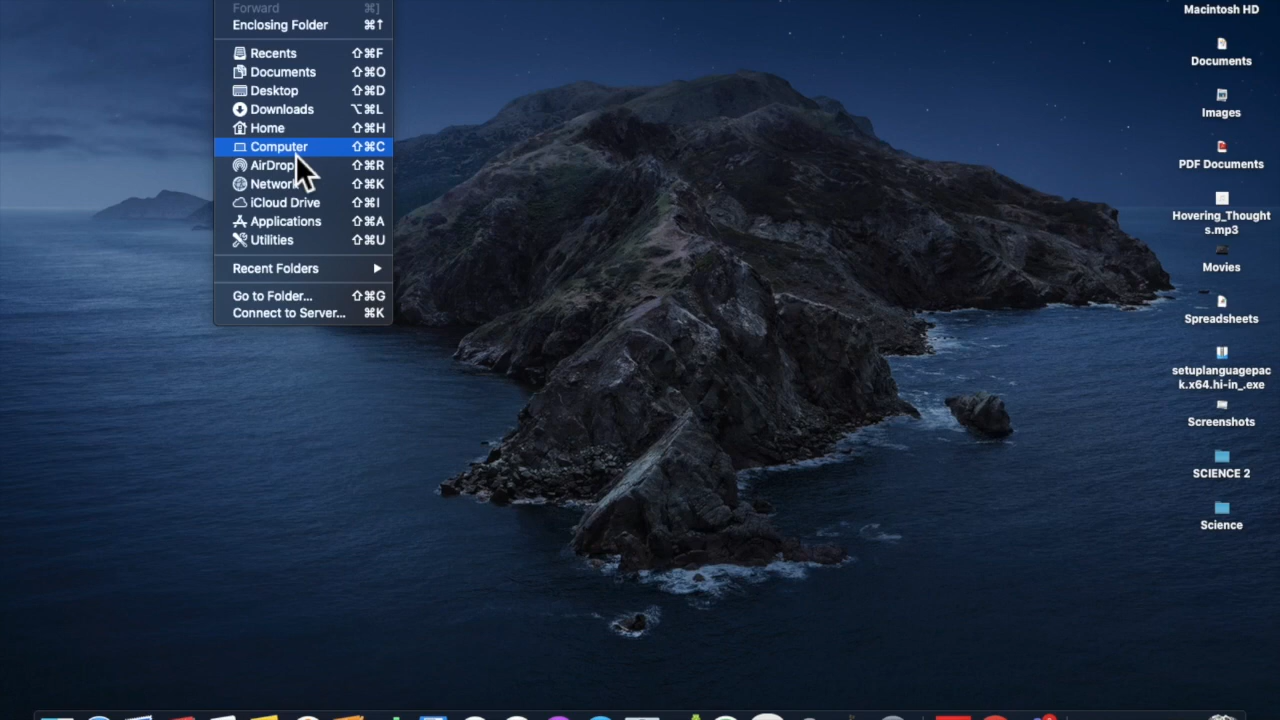 Forward ⌘]
Enclosing Folder ⌘↑
Recents ⇧⌘F
Documents ⇧⌘O
Desktop ⇧⌘D
Downloads ⌥⌘L
Home ⇧⌘H
Computer ⇧⌘C
AirDrop ⇧⌘R
Network ⇧⌘K
iCloud Drive ⇧⌘I
Applications ⇧⌘A
Utilities ⇧⌘U
Recent Folders
Go to Folder... ⇧⌘G
Connect to Server... ⌘K
Macintosh HD
Documents
Images
PDF Documents
Hovering_Thought
s.mp3
Movies
Spreadsheets
setuplanguagepac
k.x64.hi-in_.exe
Screenshots
SCIENCE 2
Science